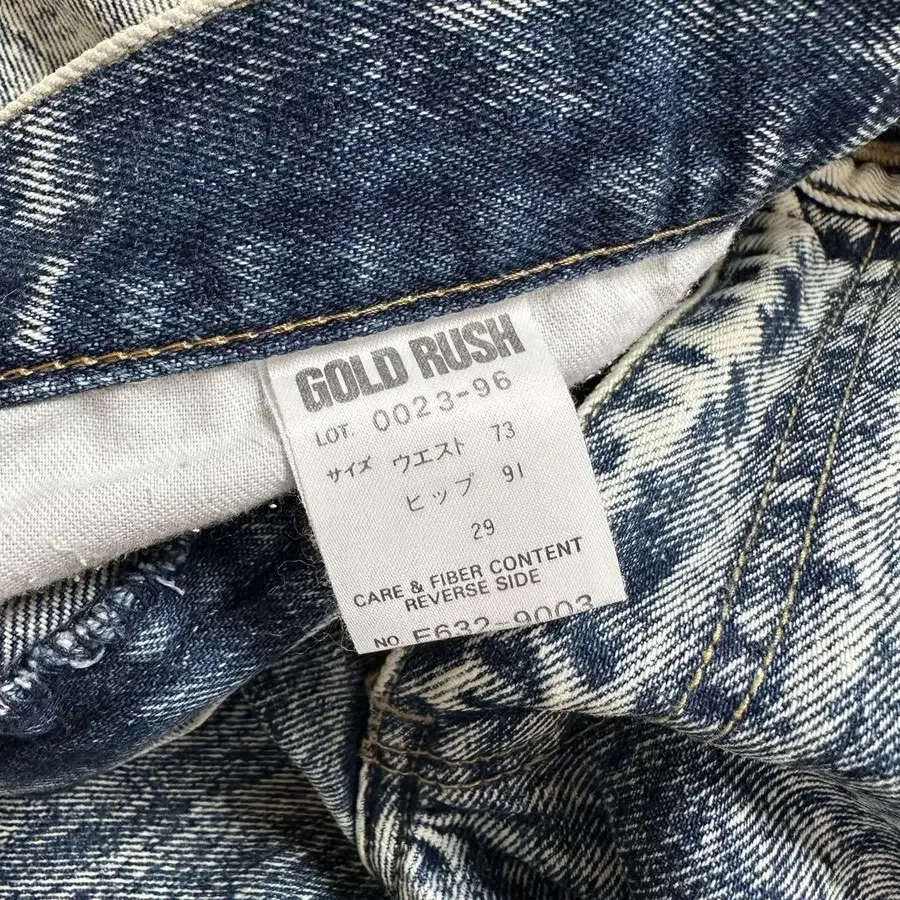 GOLD RUSH
LOT. 0023-96
サイズ ウエスト 73
ヒップ 91
29
CARE & FIBER CONTENT
REVERSE SIDE
NO. E632-9003